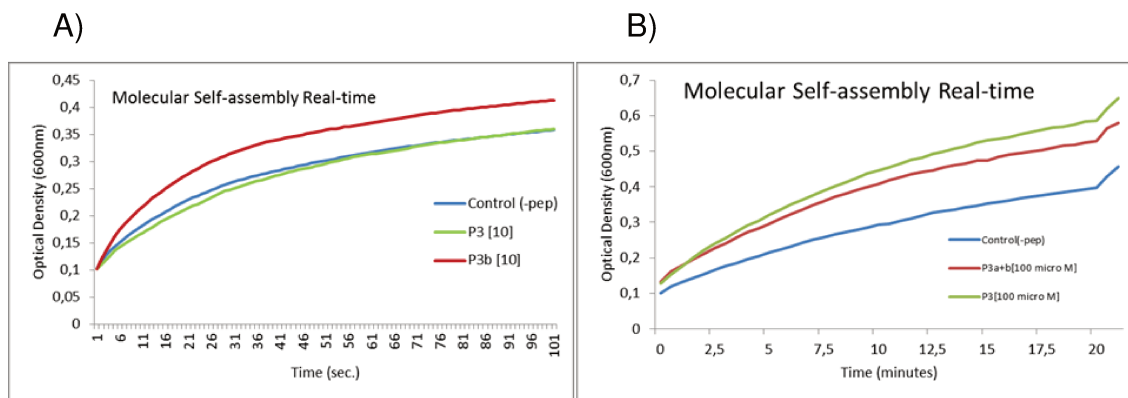 A)
B)
Molecular Self-assembly Real-time
Optical Density (600nm)
0,45
0,4
0,35
0,3
0,25
0,2
0,15
0,1
0,05
0
Control (-pep)
P3 [10]
P3b [10]
1 6 11 16 21 26 31 36 41 46 51 56 61 66 71 76 81 86 91 96 101
Time (sec.)
Molecular Self-assembly Real-time
Optical Density (600nm)
0,7
0,6
0,5
0,4
0,3
0,2
0,1
0
Control(-pep)
P3a+b[100 micro M]
P3[100 micro M]
0 2,5 5 7,5 10 12,5 15 17,5 20
Time (minutes)